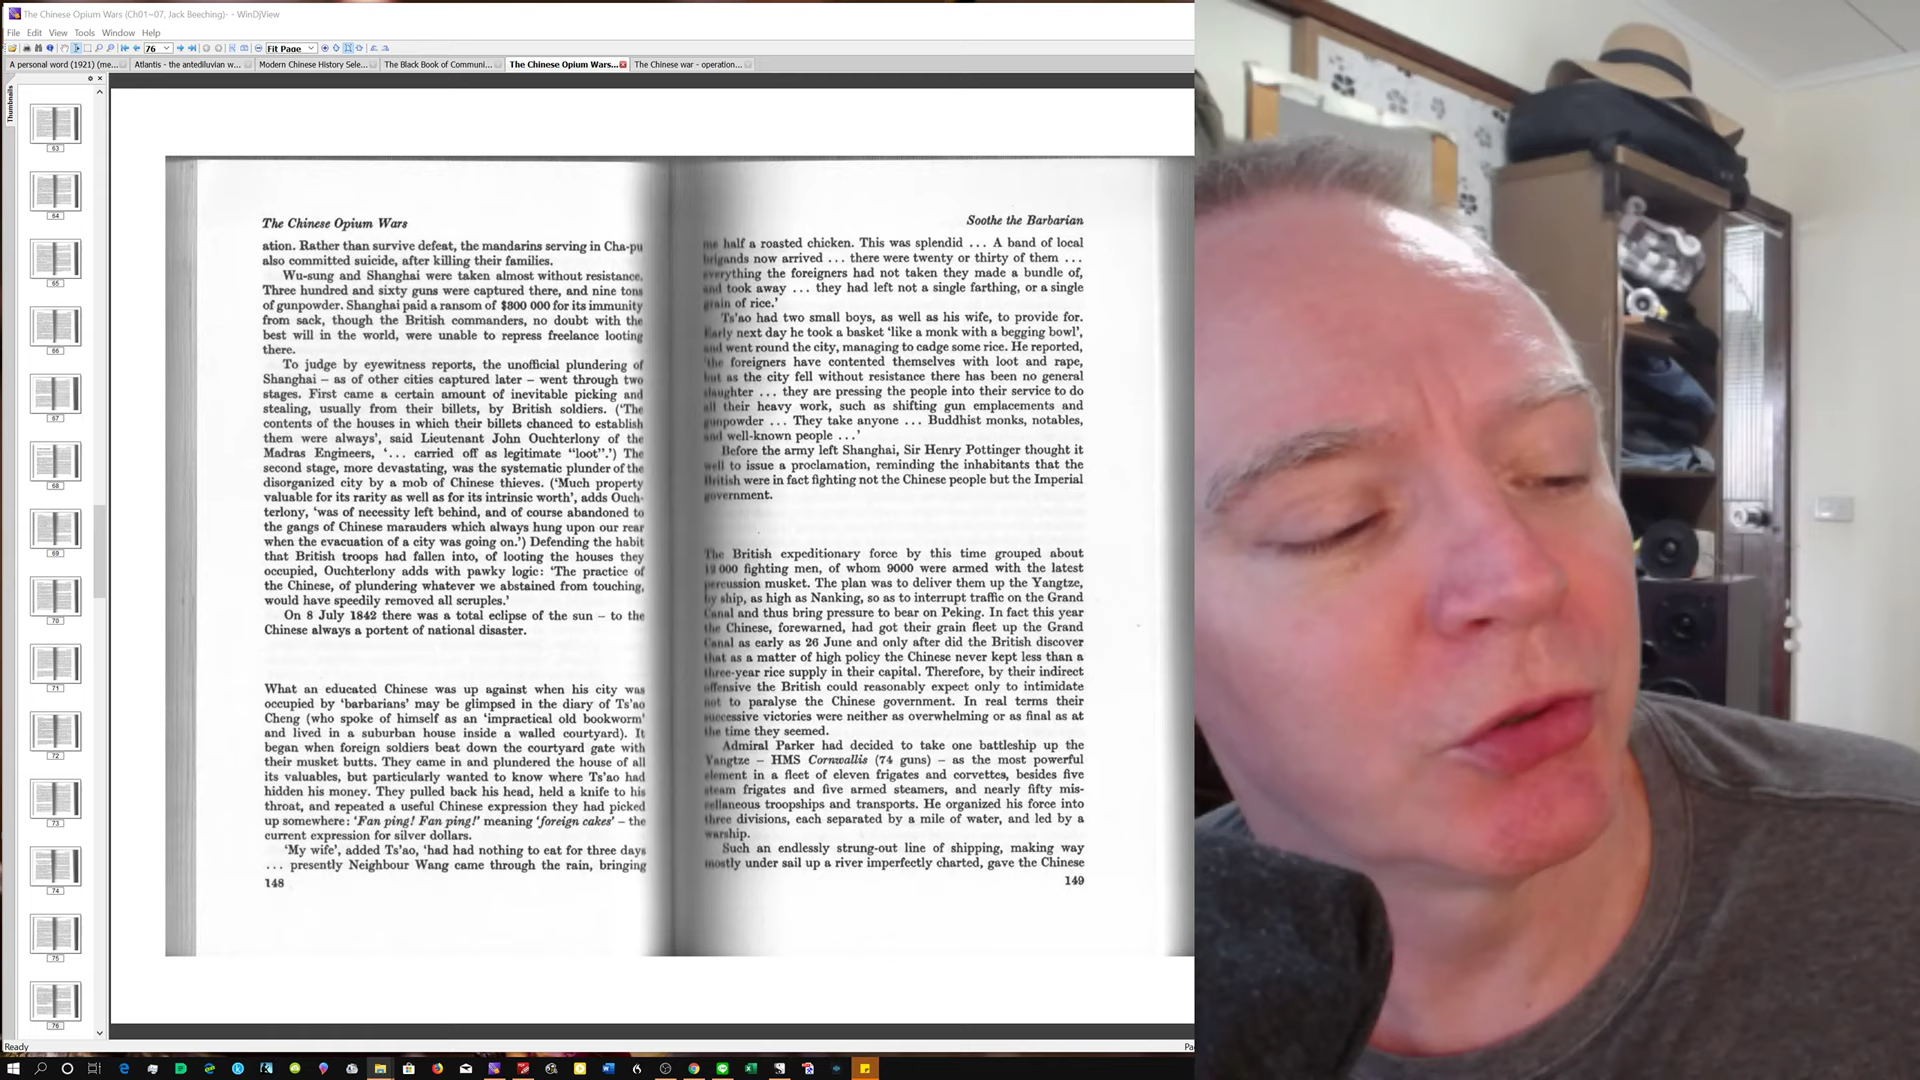 The Chinese Opium Wars (Ch01~07, Jack Beeching)- - WinDjView
File Edit View Tools Window Help
76 Fit Page
A personal word (1921) (me... Atlantis - the antediluvian w... Modern Chinese History Sele... The Black Book of Communi... The Chinese Opium Wars... The Chinese war - operation...
Thumbnails
63
64
65
66
67
68
69
70
71
72
73
74
75
76
The Chinese Opium Wars
ation. Rather than survive defeat, the mandarins serving in Cha-pu
also committed suicide, after killing their families.
Wu-sung and Shanghai were taken almost without resistance.
Three hundred and sixty guns were captured there, and nine tons
of gunpowder. Shanghai paid a ransom of $300 000 for its immunity
from sack, though the British commanders, no doubt with the
best will in the world, were unable to repress freelance looting
there.
To judge by eyewitness reports, the unofficial plundering of
Shanghai – as of other cities captured later – went through two
stages. First came a certain amount of inevitable picking and
stealing, usually from their billets, by British soldiers. ('The
contents of the houses in which their billets chanced to establish
them were always', said Lieutenant John Ouchterlony of the
Madras Engineers, '... carried off as legitimate "loot".') The
second stage, more devastating, was the systematic plunder of the
disorganized city by a mob of Chinese thieves. ('Much property
valuable for its rarity as well as for its intrinsic worth', adds Ouch-
terlony, 'was of necessity left behind, and of course abandoned to
the gangs of Chinese marauders which always hung upon our rear
when the evacuation of a city was going on.') Defending the habit
that British troops had fallen into, of looting the houses they
occupied, Ouchterlony adds with pawky logic: 'The practice of
the Chinese, of plundering whatever we abstained from touching,
would have speedily removed all scruples.'
On 8 July 1842 there was a total eclipse of the sun – to the
Chinese always a portent of national disaster.
What an educated Chinese was up against when his city was
occupied by 'barbarians' may be glimpsed in the diary of Ts'ao
Cheng (who spoke of himself as an 'impractical old bookworm'
and lived in a suburban house inside a walled courtyard). It
began when foreign soldiers beat down the courtyard gate with
their musket butts. They came in and plundered the house of all
its valuables, but particularly wanted to know where Ts'ao had
hidden his money. They pulled back his head, held a knife to his
throat, and repeated a useful Chinese expression they had picked
up somewhere: 'Fan ping! Fan ping!' meaning 'foreign cakes' – the
current expression for silver dollars.
'My wife', added Ts'ao, 'had had nothing to eat for three days
... presently Neighbour Wang came through the rain, bringing
148
Soothe the Barbarian
me half a roasted chicken. This was splendid ... A band of local
brigands now arrived ... there were twenty or thirty of them ...
everything the foreigners had not taken they made a bundle of,
and took away ... they had left not a single farthing, or a single
grain of rice.'
Ts'ao had two small boys, as well as his wife, to provide for.
Early next day he took a basket 'like a monk with a begging bowl',
and went round the city, managing to cadge some rice. He reported,
'the foreigners have contented themselves with loot and rape,
but as the city fell without resistance there has been no general
slaughter ... they are pressing the people into their service to do
all their heavy work, such as shifting gun emplacements and
gunpowder ... They take anyone ... Buddhist monks, notables,
and well-known people ...'
Before the army left Shanghai, Sir Henry Pottinger thought it
well to issue a proclamation, reminding the inhabitants that the
British were in fact fighting not the Chinese people but the Imperial
government.
The British expeditionary force by this time grouped about
12 000 fighting men, of whom 9000 were armed with the latest
percussion musket. The plan was to deliver them up the Yangtze,
by ship, as high as Nanking, so as to interrupt traffic on the Grand
Canal and thus bring pressure to bear on Peking. In fact this year
the Chinese, forewarned, had got their grain fleet up the Grand
Canal as early as 26 June and only after did the British discover
that as a matter of high policy the Chinese never kept less than a
three-year rice supply in their capital. Therefore, by their indirect
offensive the British could reasonably expect only to intimidate
not to paralyse the Chinese government. In real terms their
successive victories were neither as overwhelming or as final as at
the time they seemed.
Admiral Parker had decided to take one battleship up the
Yangtze – HMS Cornwallis (74 guns) – as the most powerful
element in a fleet of eleven frigates and corvettes, besides five
steam frigates and five armed steamers, and nearly fifty mis-
cellaneous troopships and transports. He organized his force into
three divisions, each separated by a mile of water, and led by a
warship.
Such an endlessly strung-out line of shipping, making way
mostly under sail up a river imperfectly charted, gave the Chinese
149
Ready
Pa